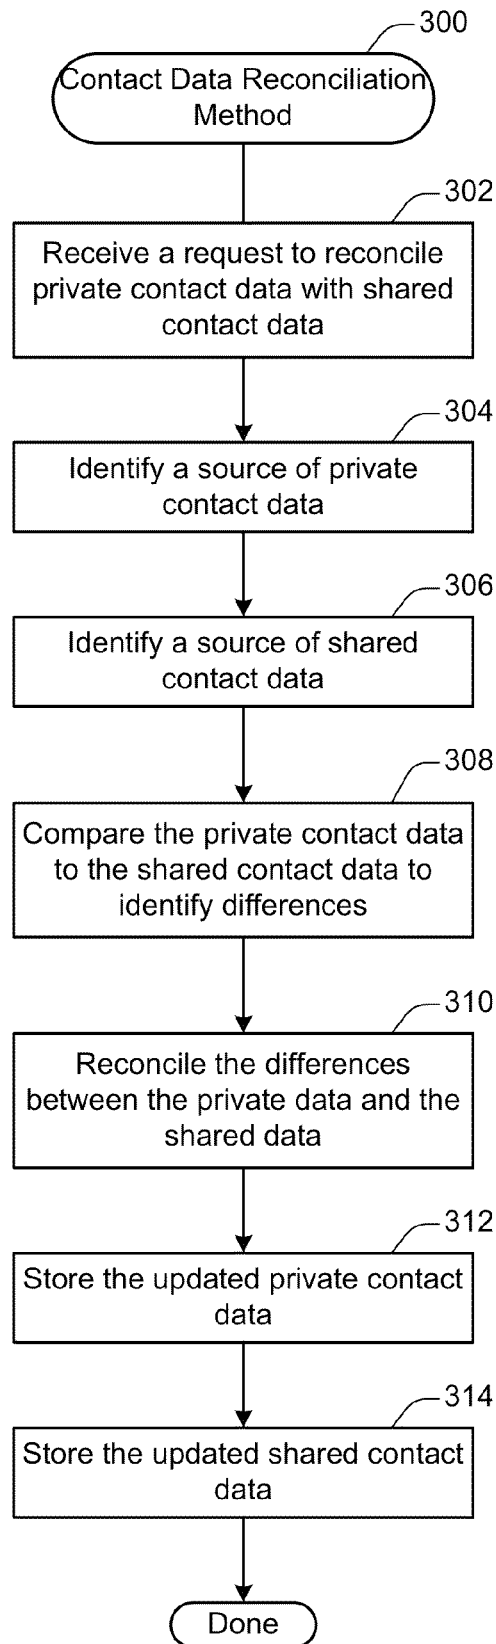 300
Contact Data Reconciliation
Method
302
Receive a request to reconcile
private contact data with shared
contact data
304
Identify a source of private
contact data
306
Identify a source of shared
contact data
308
Compare the private contact data
to the shared contact data to
identify differences
310
Reconcile the differences
between the private data and the
shared data
312
Store the updated private contact
data
314
Store the updated shared contact
data
Done